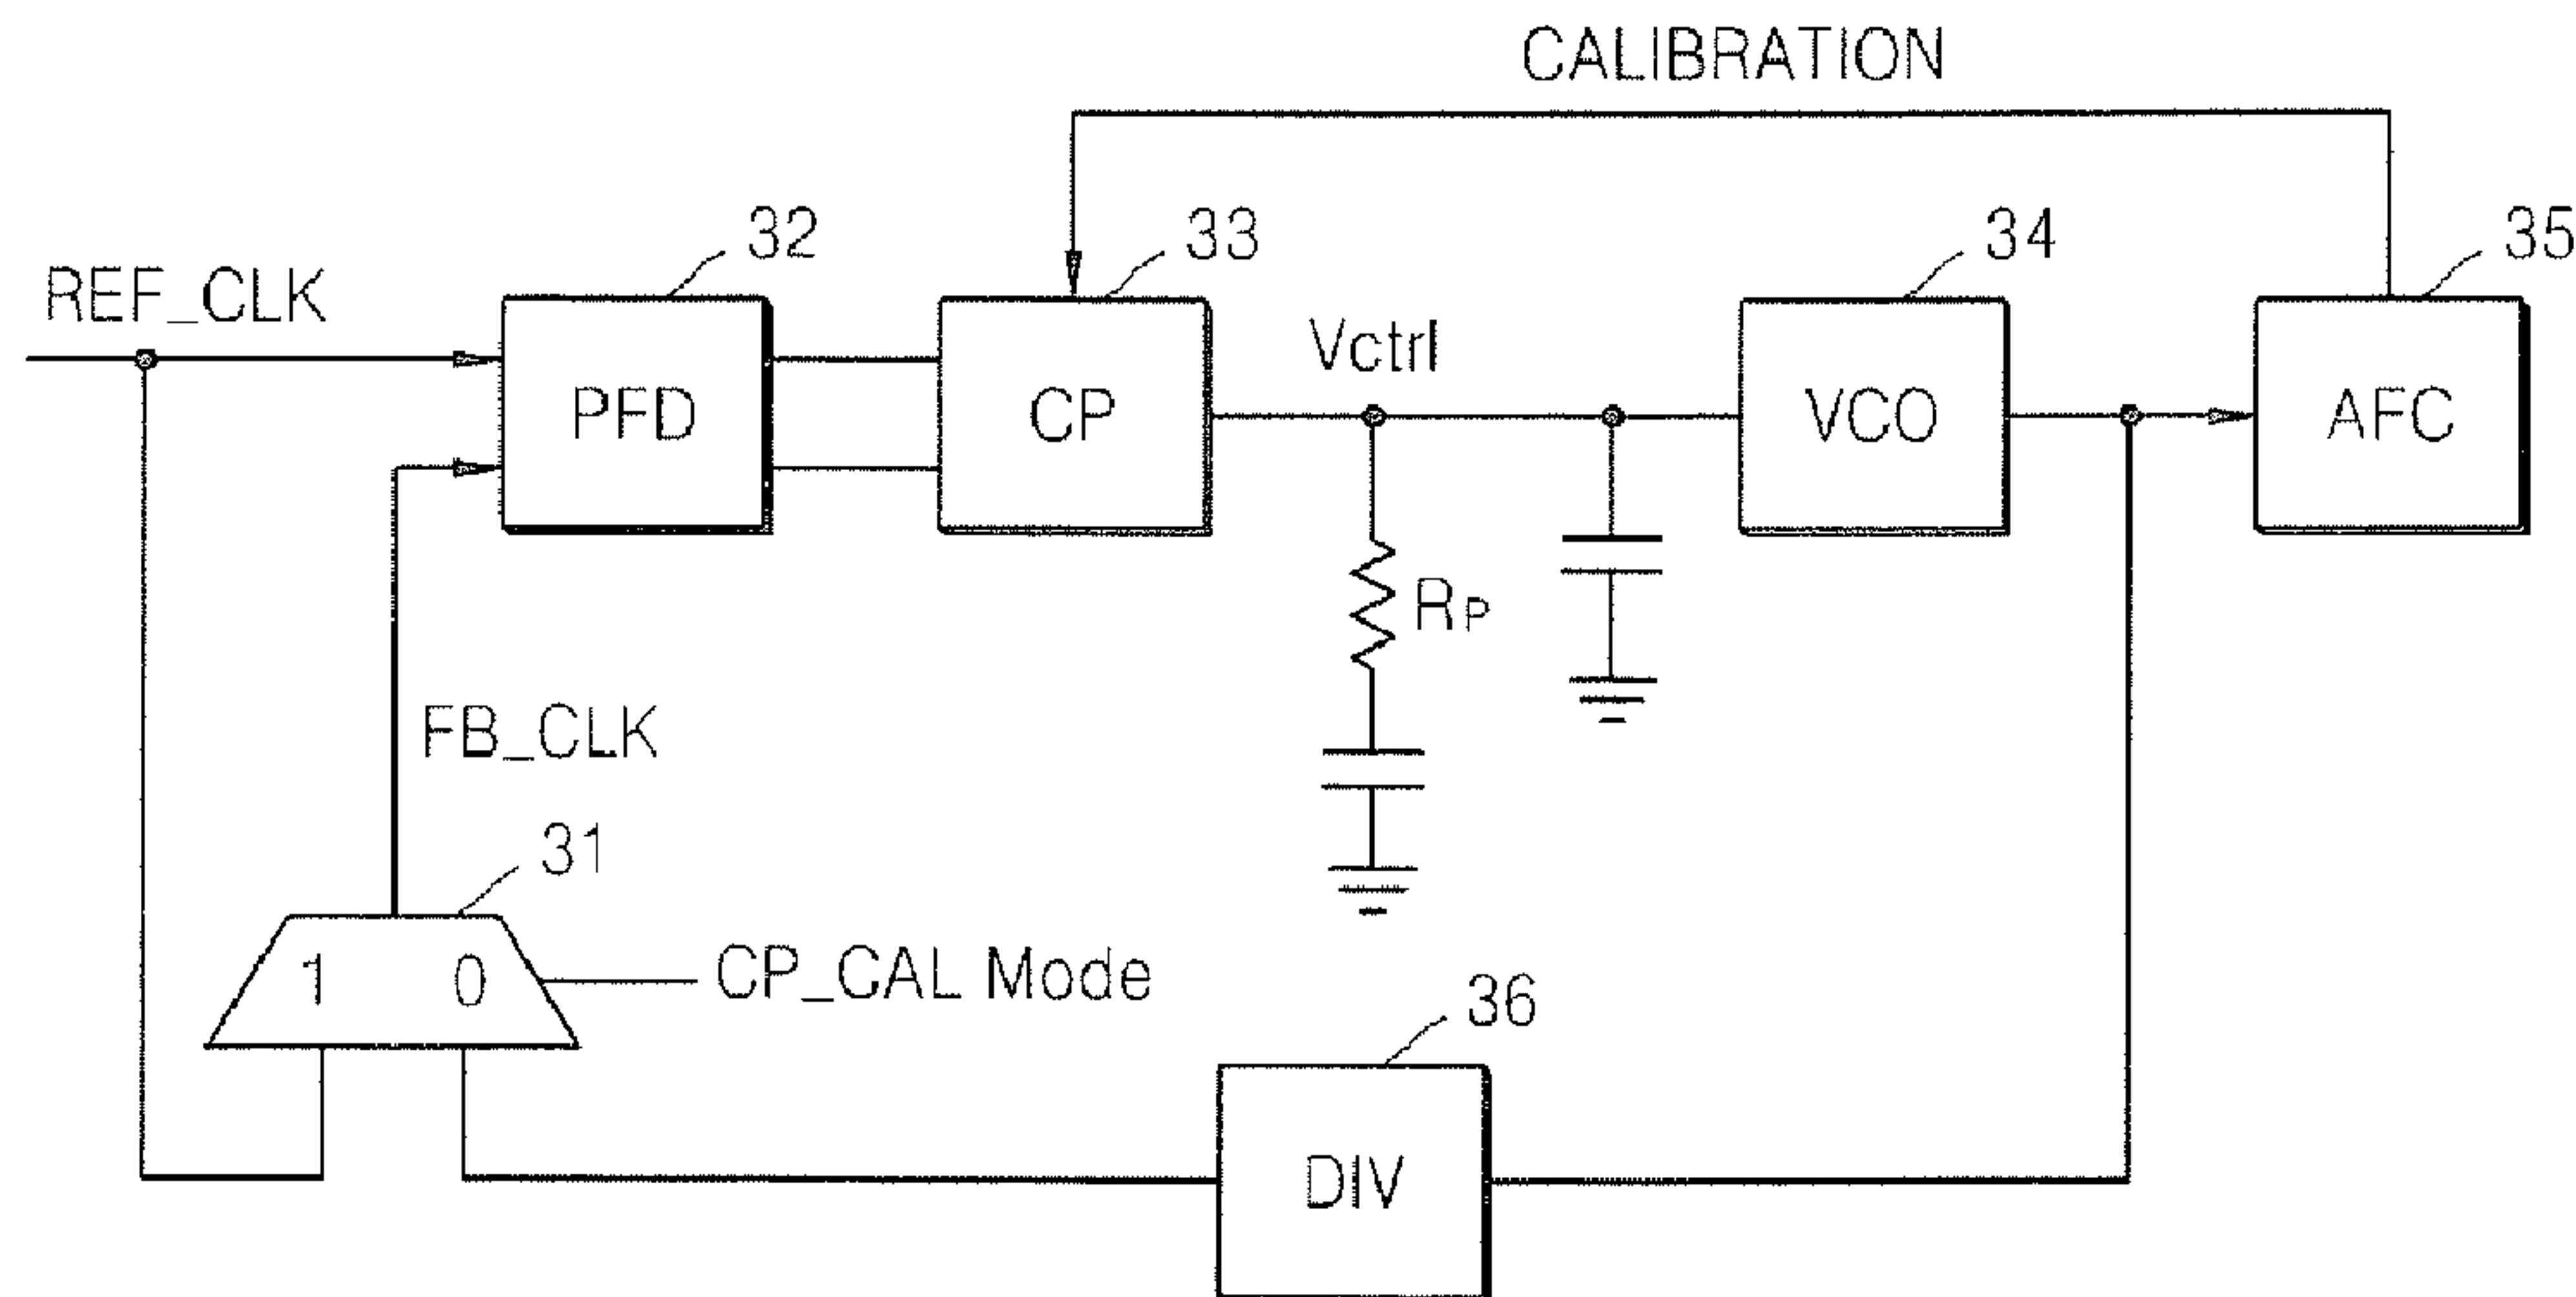 CALIBRATION
32
33
34
35
REF_CLK
Vctrl
PFD
CP
VCO
AFC
RP
FB_CLK
31
1 0
CP_CAL Mode
36
DIV